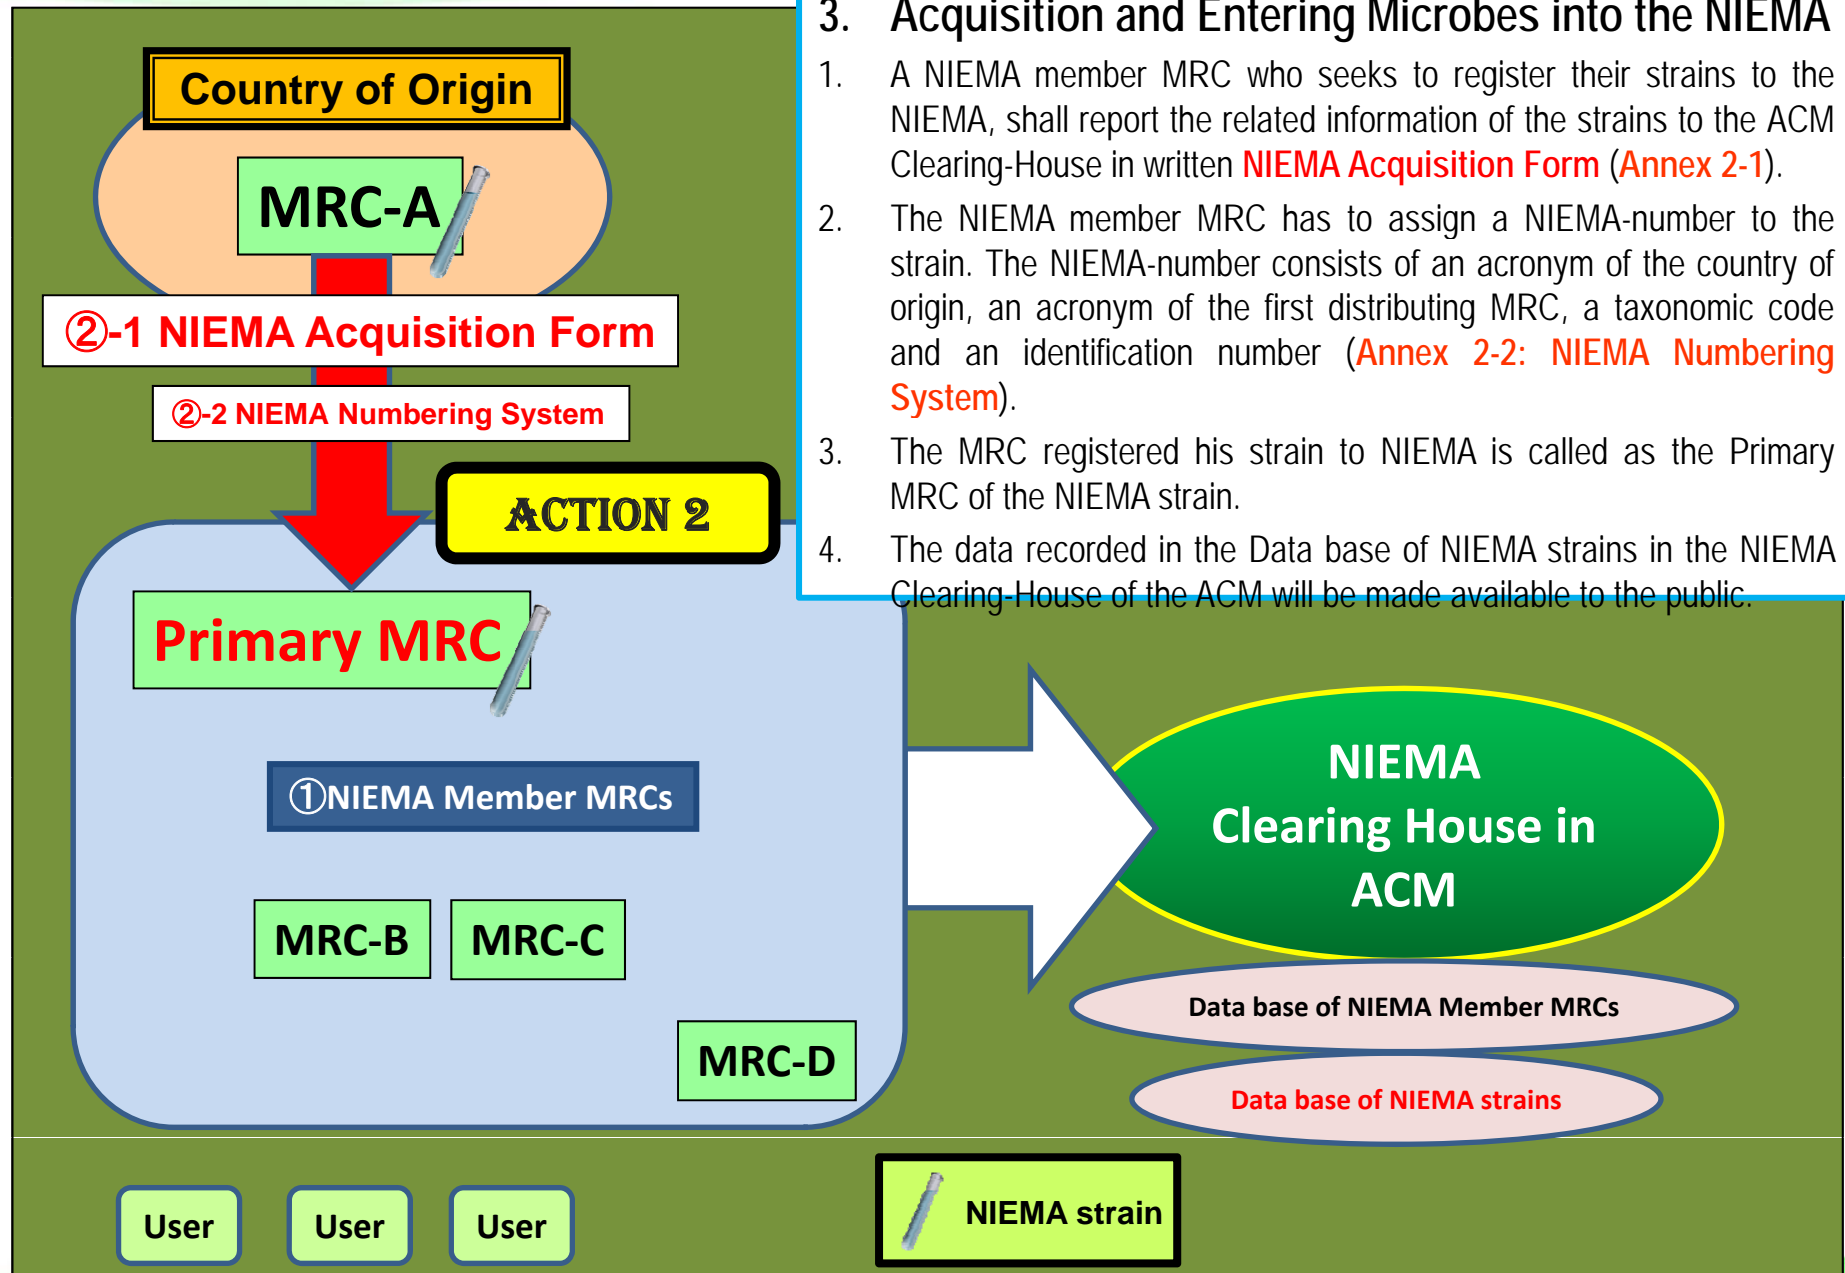 3. Acquisition and Entering Microbes into the NIEMA
1. A NIEMA member MRC who seeks to register their strains to the
NIEMA, shall report the related information of the strains to the ACM
Clearing-House in written NIEMA Acquisition Form (Annex 2-1).
2. The NIEMA member MRC has to assign a NIEMA-number to the
strain. The NIEMA-number consists of an acronym of the country of
origin, an acronym of the first distributing MRC, a taxonomic code
and an identification number (Annex 2-2: NIEMA Numbering
System).
3. The MRC registered his strain to NIEMA is called as the Primary
MRC of the NIEMA strain.
4. The data recorded in the Data base of NIEMA strains in the NIEMA
Clearing-House of the ACM will be made available to the public.
Country of Origin
MRC-A
②-1 NIEMA Acquisition Form
②-2 NIEMA Numbering System
ACTION 2
Primary MRC
①NIEMA Member MRCs
MRC-B
MRC-C
MRC-D
NIEMA
Clearing House in
ACM
Data base of NIEMA Member MRCs
Data base of NIEMA strains
User
User
User
NIEMA strain